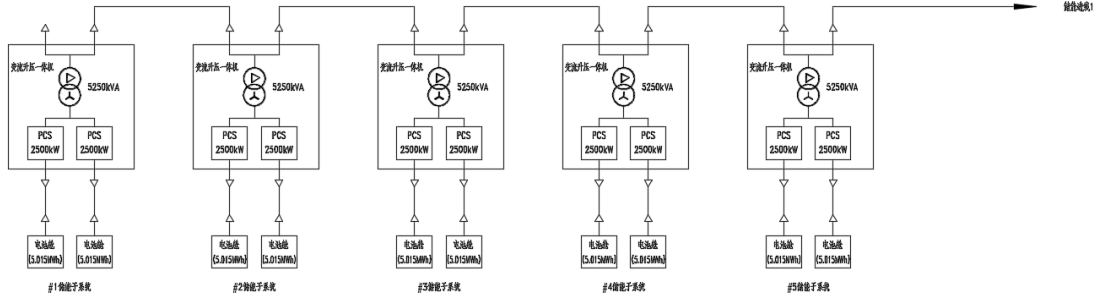 储能进线1
变流升压一体机
5250kVA
PCS
2500kW
PCS
2500kW
电池舱
(5.015MWh)
电池舱
(5.015MWh)
#1储能子系统
变流升压一体机
5250kVA
PCS
2500kW
PCS
2500kW
电池舱
(5.015MWh)
电池舱
(5.015MWh)
#2储能子系统
变流升压一体机
5250kVA
PCS
2500kW
PCS
2500kW
电池舱
(5.015MWh)
电池舱
(5.015MWh)
#3储能子系统
变流升压一体机
5250kVA
PCS
2500kW
PCS
2500kW
电池舱
(5.015MWh)
电池舱
(5.015MWh)
#4储能子系统
变流升压一体机
5250kVA
PCS
2500kW
PCS
2500kW
电池舱
(5.015MWh)
电池舱
(5.015MWh)
#5储能子系统